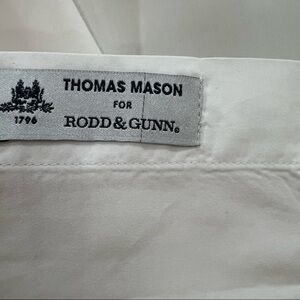 THOMAS MASON
FOR
1796
RODD & GUNN.